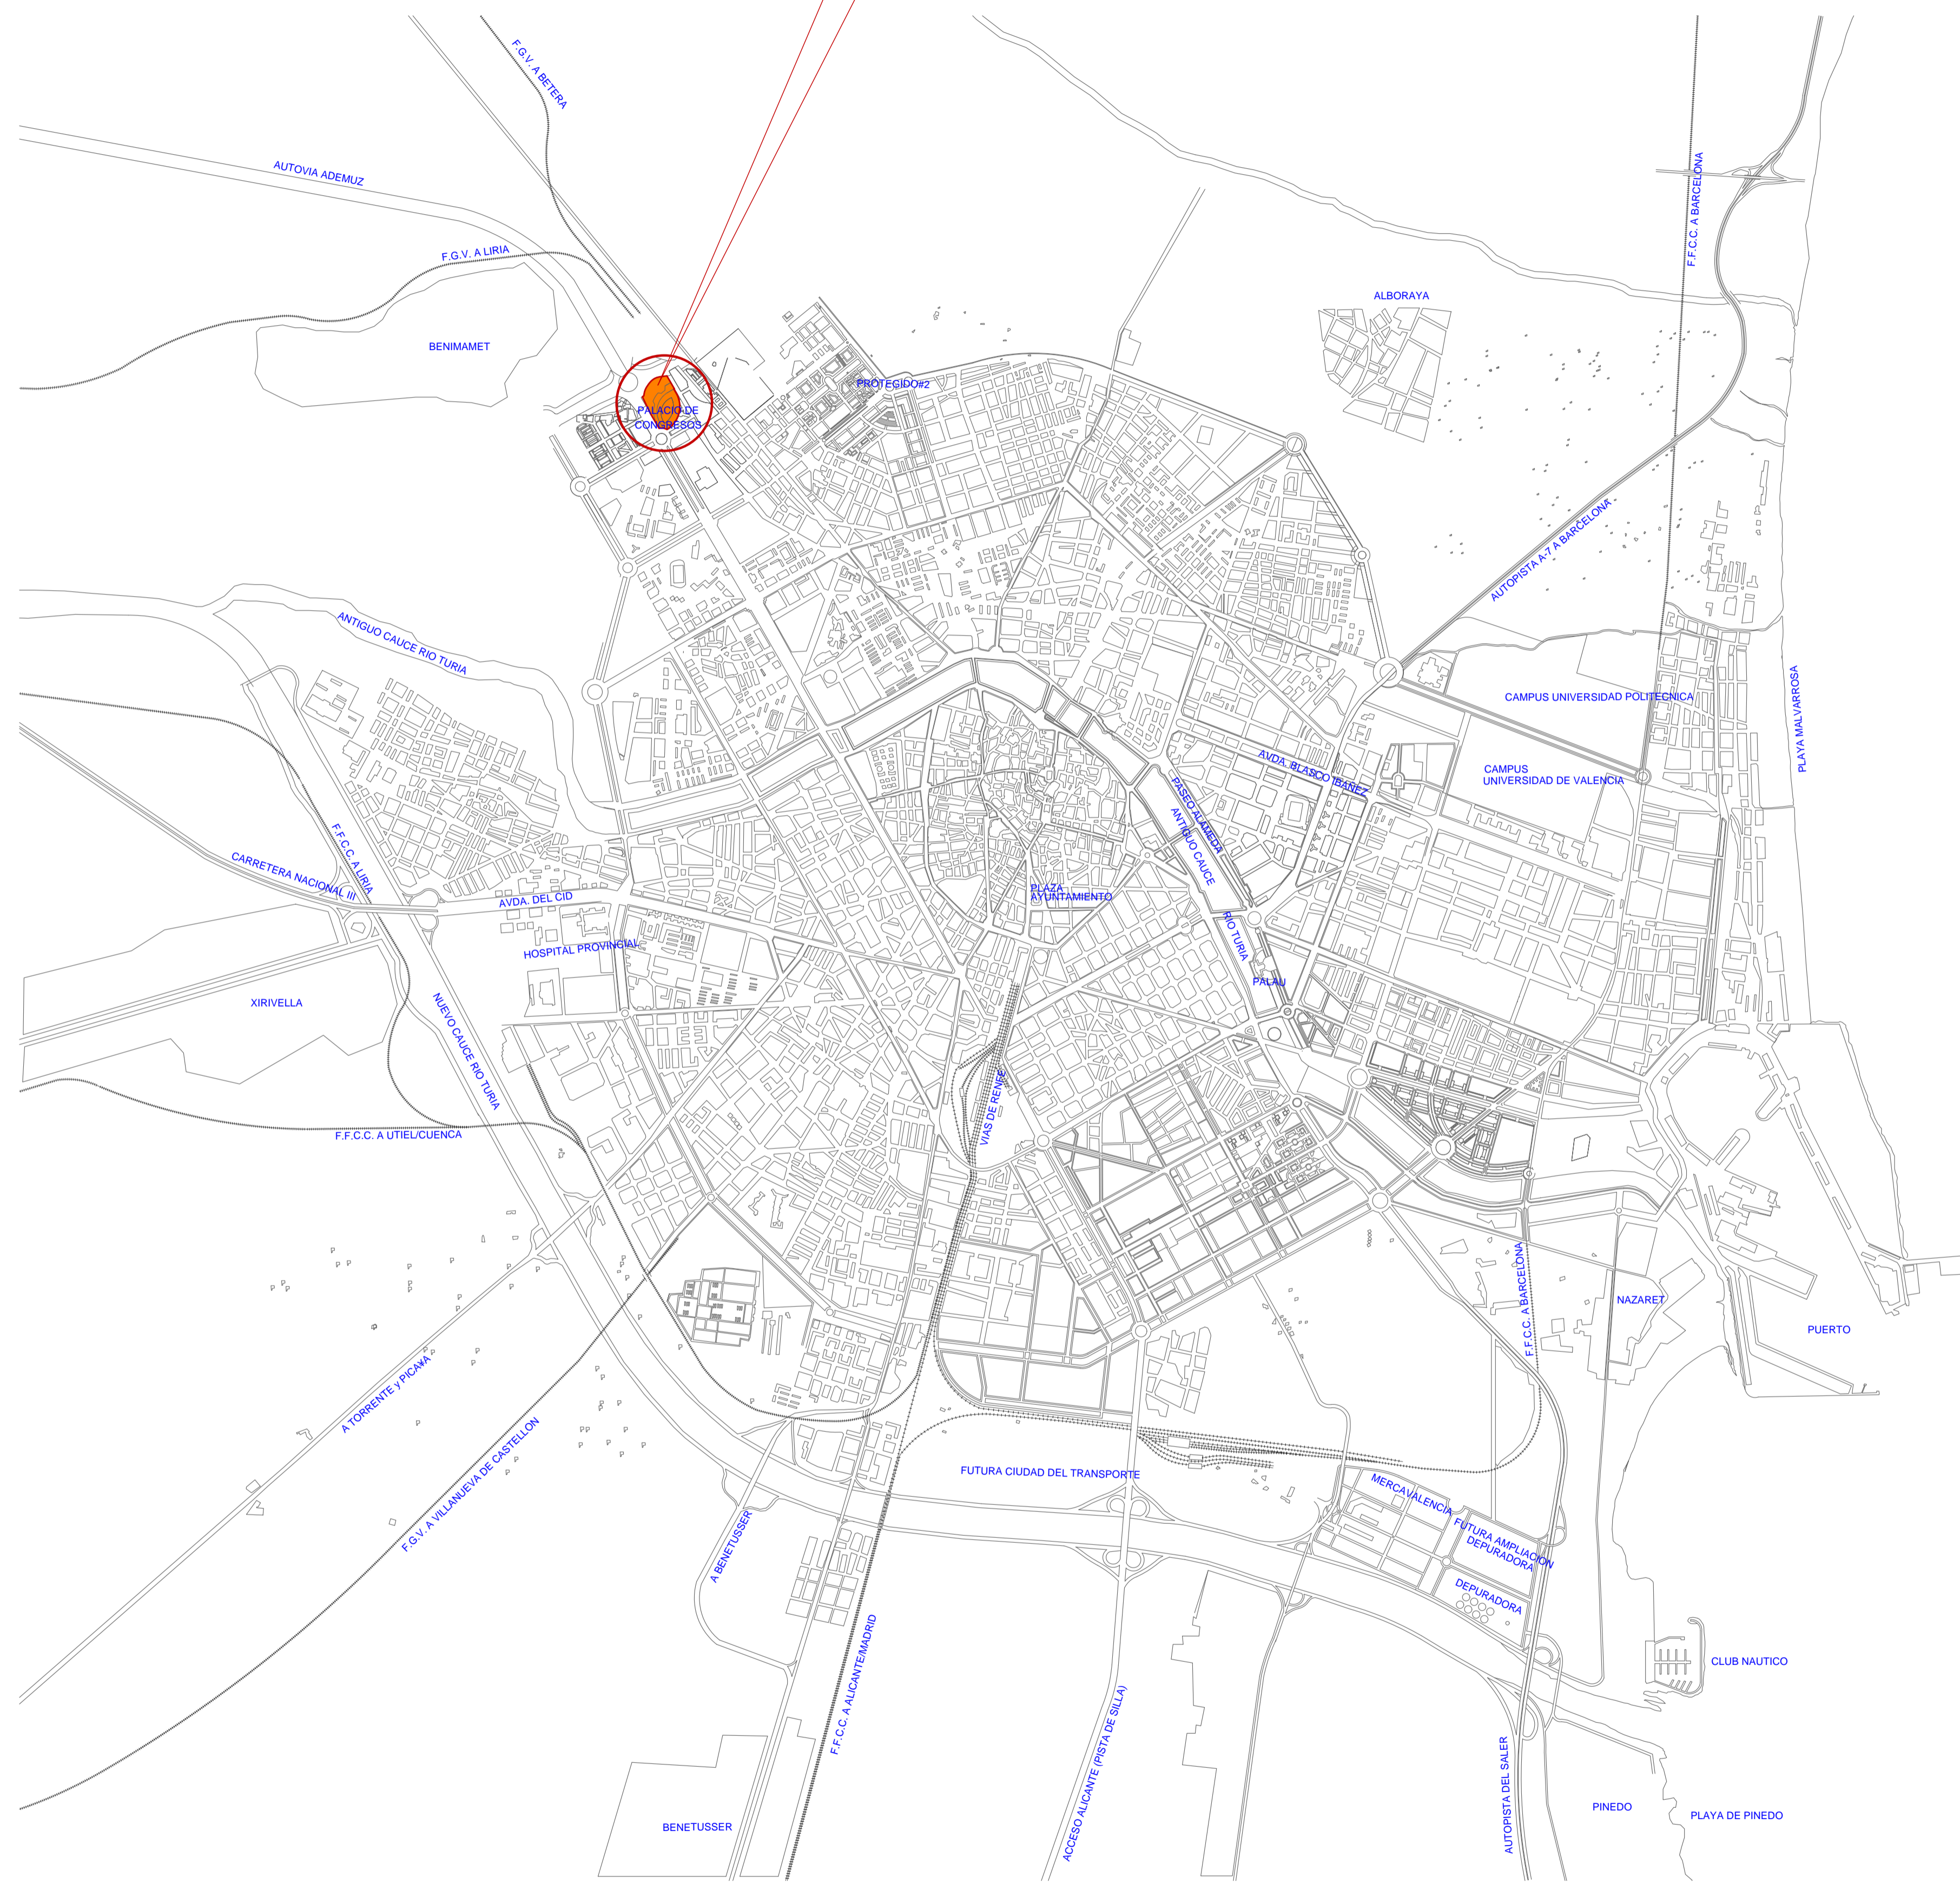 F.G.V. A BETERA
AUTOVIA ADEMUZ
F.F.C.C. A BARCELONA
F.G.V. A LIRIA
ALBORAYA
BENIMAMET
PROTEGIDO#2
PALACIO DE
CONGRESOS
AUTOPISTA A-7 A BARCELONA
ANTIGUO CAUCE RIO TURIA
CAMPUS UNIVERSIDAD POLITECNICA
PLAYA MALVARROSA
AVDA. BLASCO IBAÑEZ
CAMPUS
UNIVERSIDAD DE VALENCIA
PASEO ALAMEDA
ANTIGUO CAUCE
F.F.C.C. A LIRIA
CARRETERA NACIONAL III
AVDA. DEL CID
PLAZA
AYUNTAMIENTO
HOSPITAL PROVINCIAL
RIO TURIA
PALAU
XIRIVELLA
NUEVO CAUCE RIO TURIA
VIAS DE RENFE
F.F.C.C. A UTIEL/CUENCA
F.F.C.C. A BARCELONA
NAZARET
PUERTO
A TORRENTE y PICAÑA
F.G.V. A VILLANUEVA DE CASTELLON
FUTURA CIUDAD DEL TRANSPORTE
MERCAVALENCIA
FUTURA AMPLIACION
DEPURADORA
A BENETUSSER
DEPURADORA
F.F.C.C. A ALICANTE/MADRID
CLUB NAUTICO
ACCESO ALICANTE (PISTA DE SILLA)
AUTOPISTA DEL SALER
PINEDO
PLAYA DE PINEDO
BENETUSSER